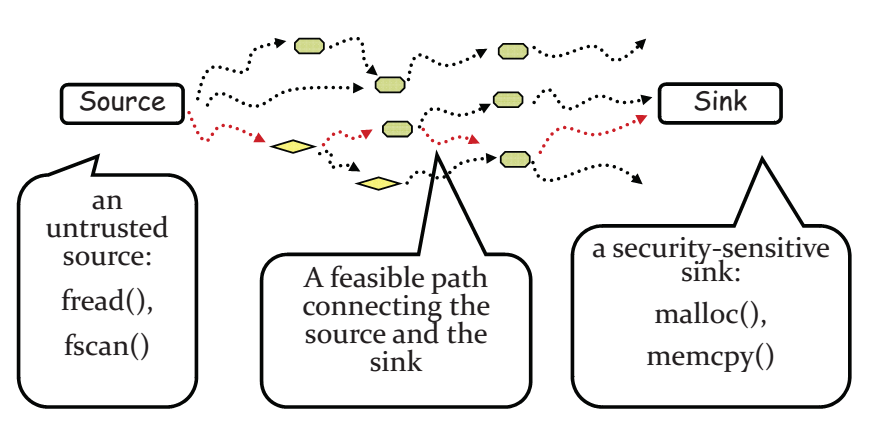 Source
Sink
an
untrusted
source:
fread(),
fscan()
A feasible path
connecting the
source and the
sink
a security-sensitive
sink:
malloc(),
memcpy()